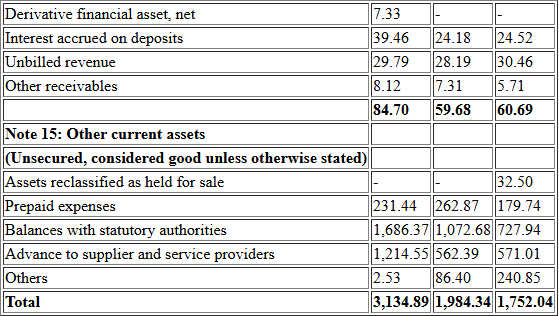 Derivative financial asset, net 7.33 - -
Interest accrued on deposits 39.46 24.18 24.52
Unbilled revenue 29.79 28.19 30.46
Other receivables 8.12 7.31 5.71
84.70 59.68 60.69
Note 15: Other current assets
(Unsecured, considered good unless otherwise stated)
Assets reclassified as held for sale - - 32.50
Prepaid expenses 231.44 262.87 179.74
Balances with statutory authorities 1,686.37 1,072.68 727.94
Advance to supplier and service providers 1,214.55 562.39 571.01
Others 2.53 86.40 240.85
Total 3,134.89 1,984.34 1,752.04